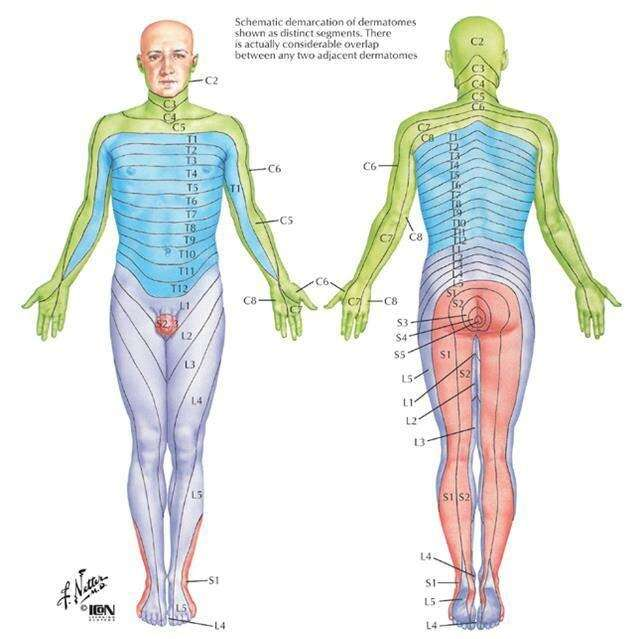 Schematic demarcation of dermatomes
shown as distinct segments. There
is actually considerable overlap
between any two adjacent dermatomes
C2
C3
C4
C5
T1
T2
T3
T4
T5
T6
T7
T8
T9
T10
T11
T12
L1
S2, 3
L2
L3
L4
L5
S1
L5
L4
T1
C6
C5
C6
C8
C7
C2
C3
C4
C5
C6
C7
C8
T1
T2
T3
T4
T5
T6
T7
T8
T9
T10
T11
T12
L1
L2
L3
L4
L5
S1
S2
C6
C7
C8
C7
C8
S3
S4
S5
S1
S2
L5
L1
L2
L3
S1
S2
L4
S1
L5
L4
F. Netter
M.D.
© ICON
LEARNING
SYSTEMS